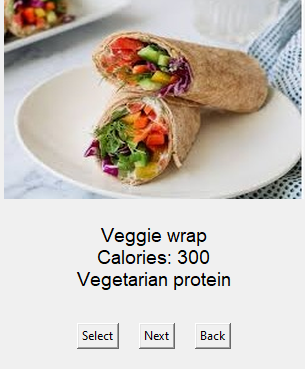 Veggie wrap
Calories: 300
Vegetarian protein
Select Next Back